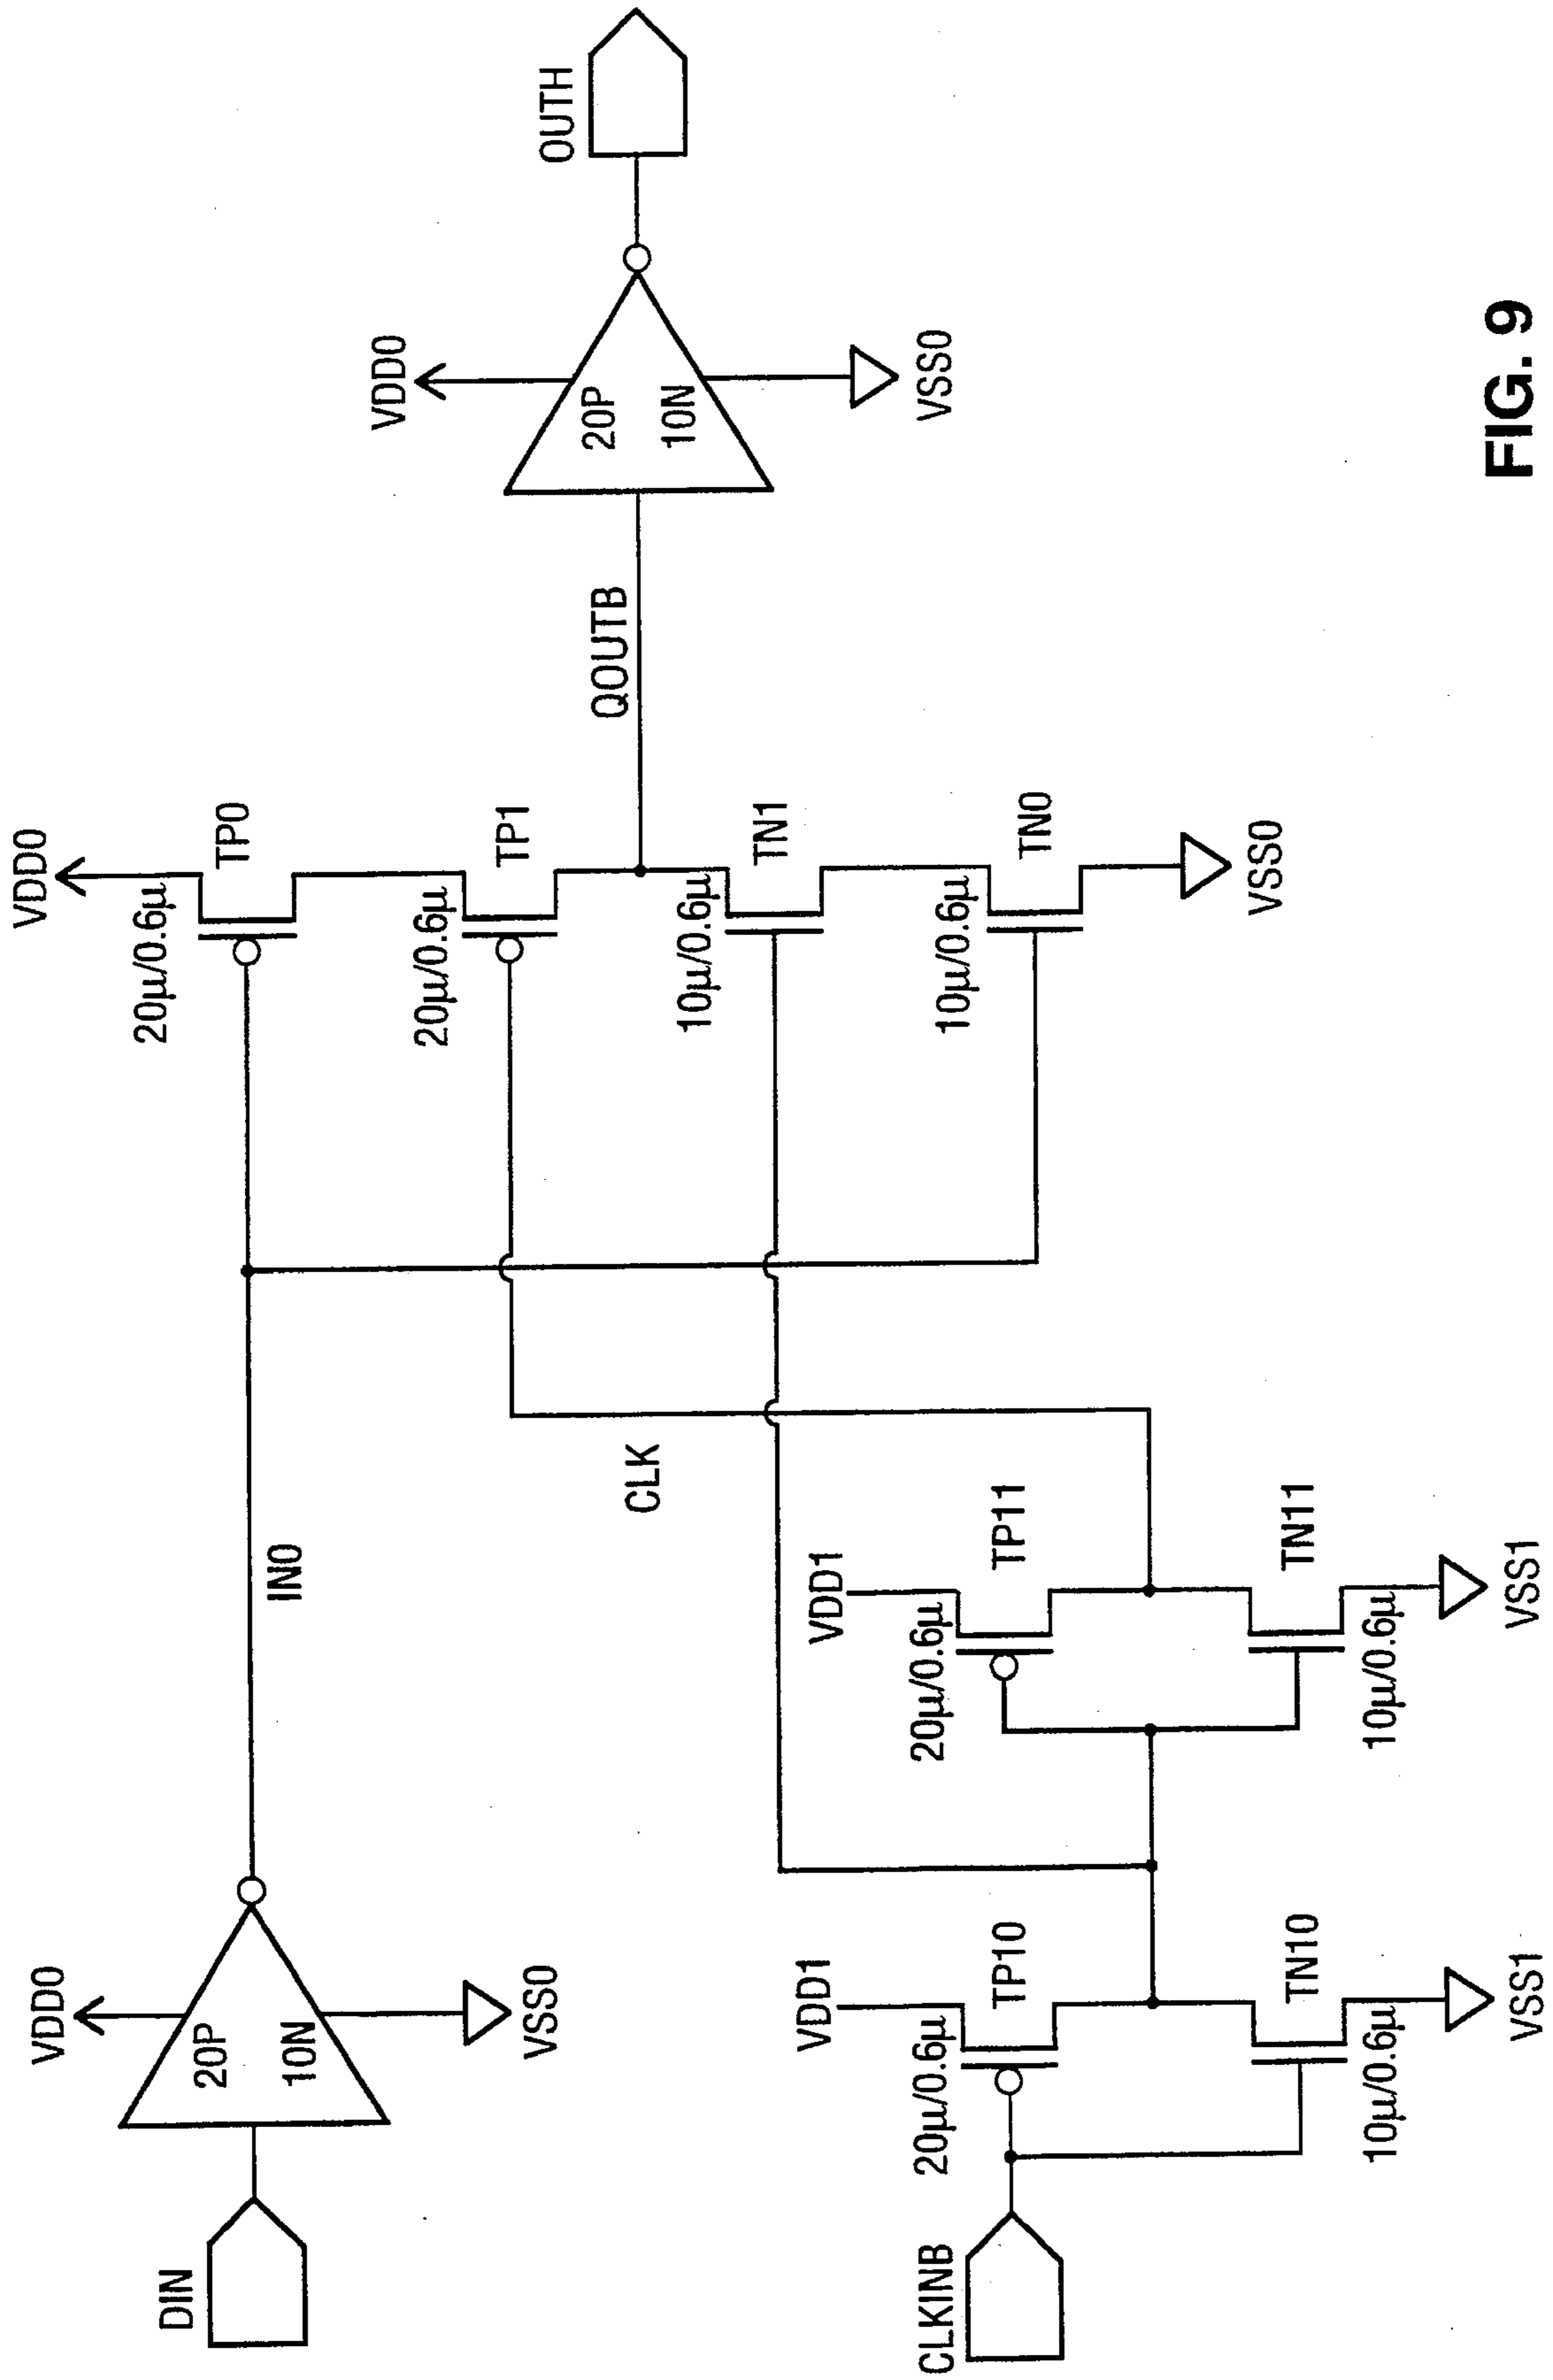 VDD0
20µ/0.6µ
TP0
VDD0
20P
10N
VSS0
DIN
IN0
20µ/0.6µ
TP1
CLK
QOUTB
VDD0
20P
10N
VSS0
OUTH
10µ/0.6µ
TN1
10µ/0.6µ
TN0
VSS0
CLKINB
VDD1
20µ/0.6µ
TP10
10µ/0.6µ
TN10
VSS1
VDD1
20µ/0.6µ
TP11
10µ/0.6µ
TN11
VSS1
FIG. 9